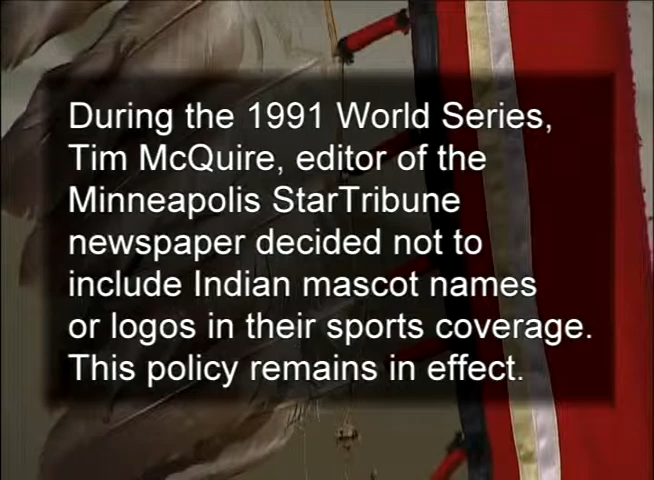 During the 1991 World Series,
Tim McQuire, editor of the
Minneapolis StarTribune
newspaper decided not to
include Indian mascot names
or logos in their sports coverage.
This policy remains in effect.